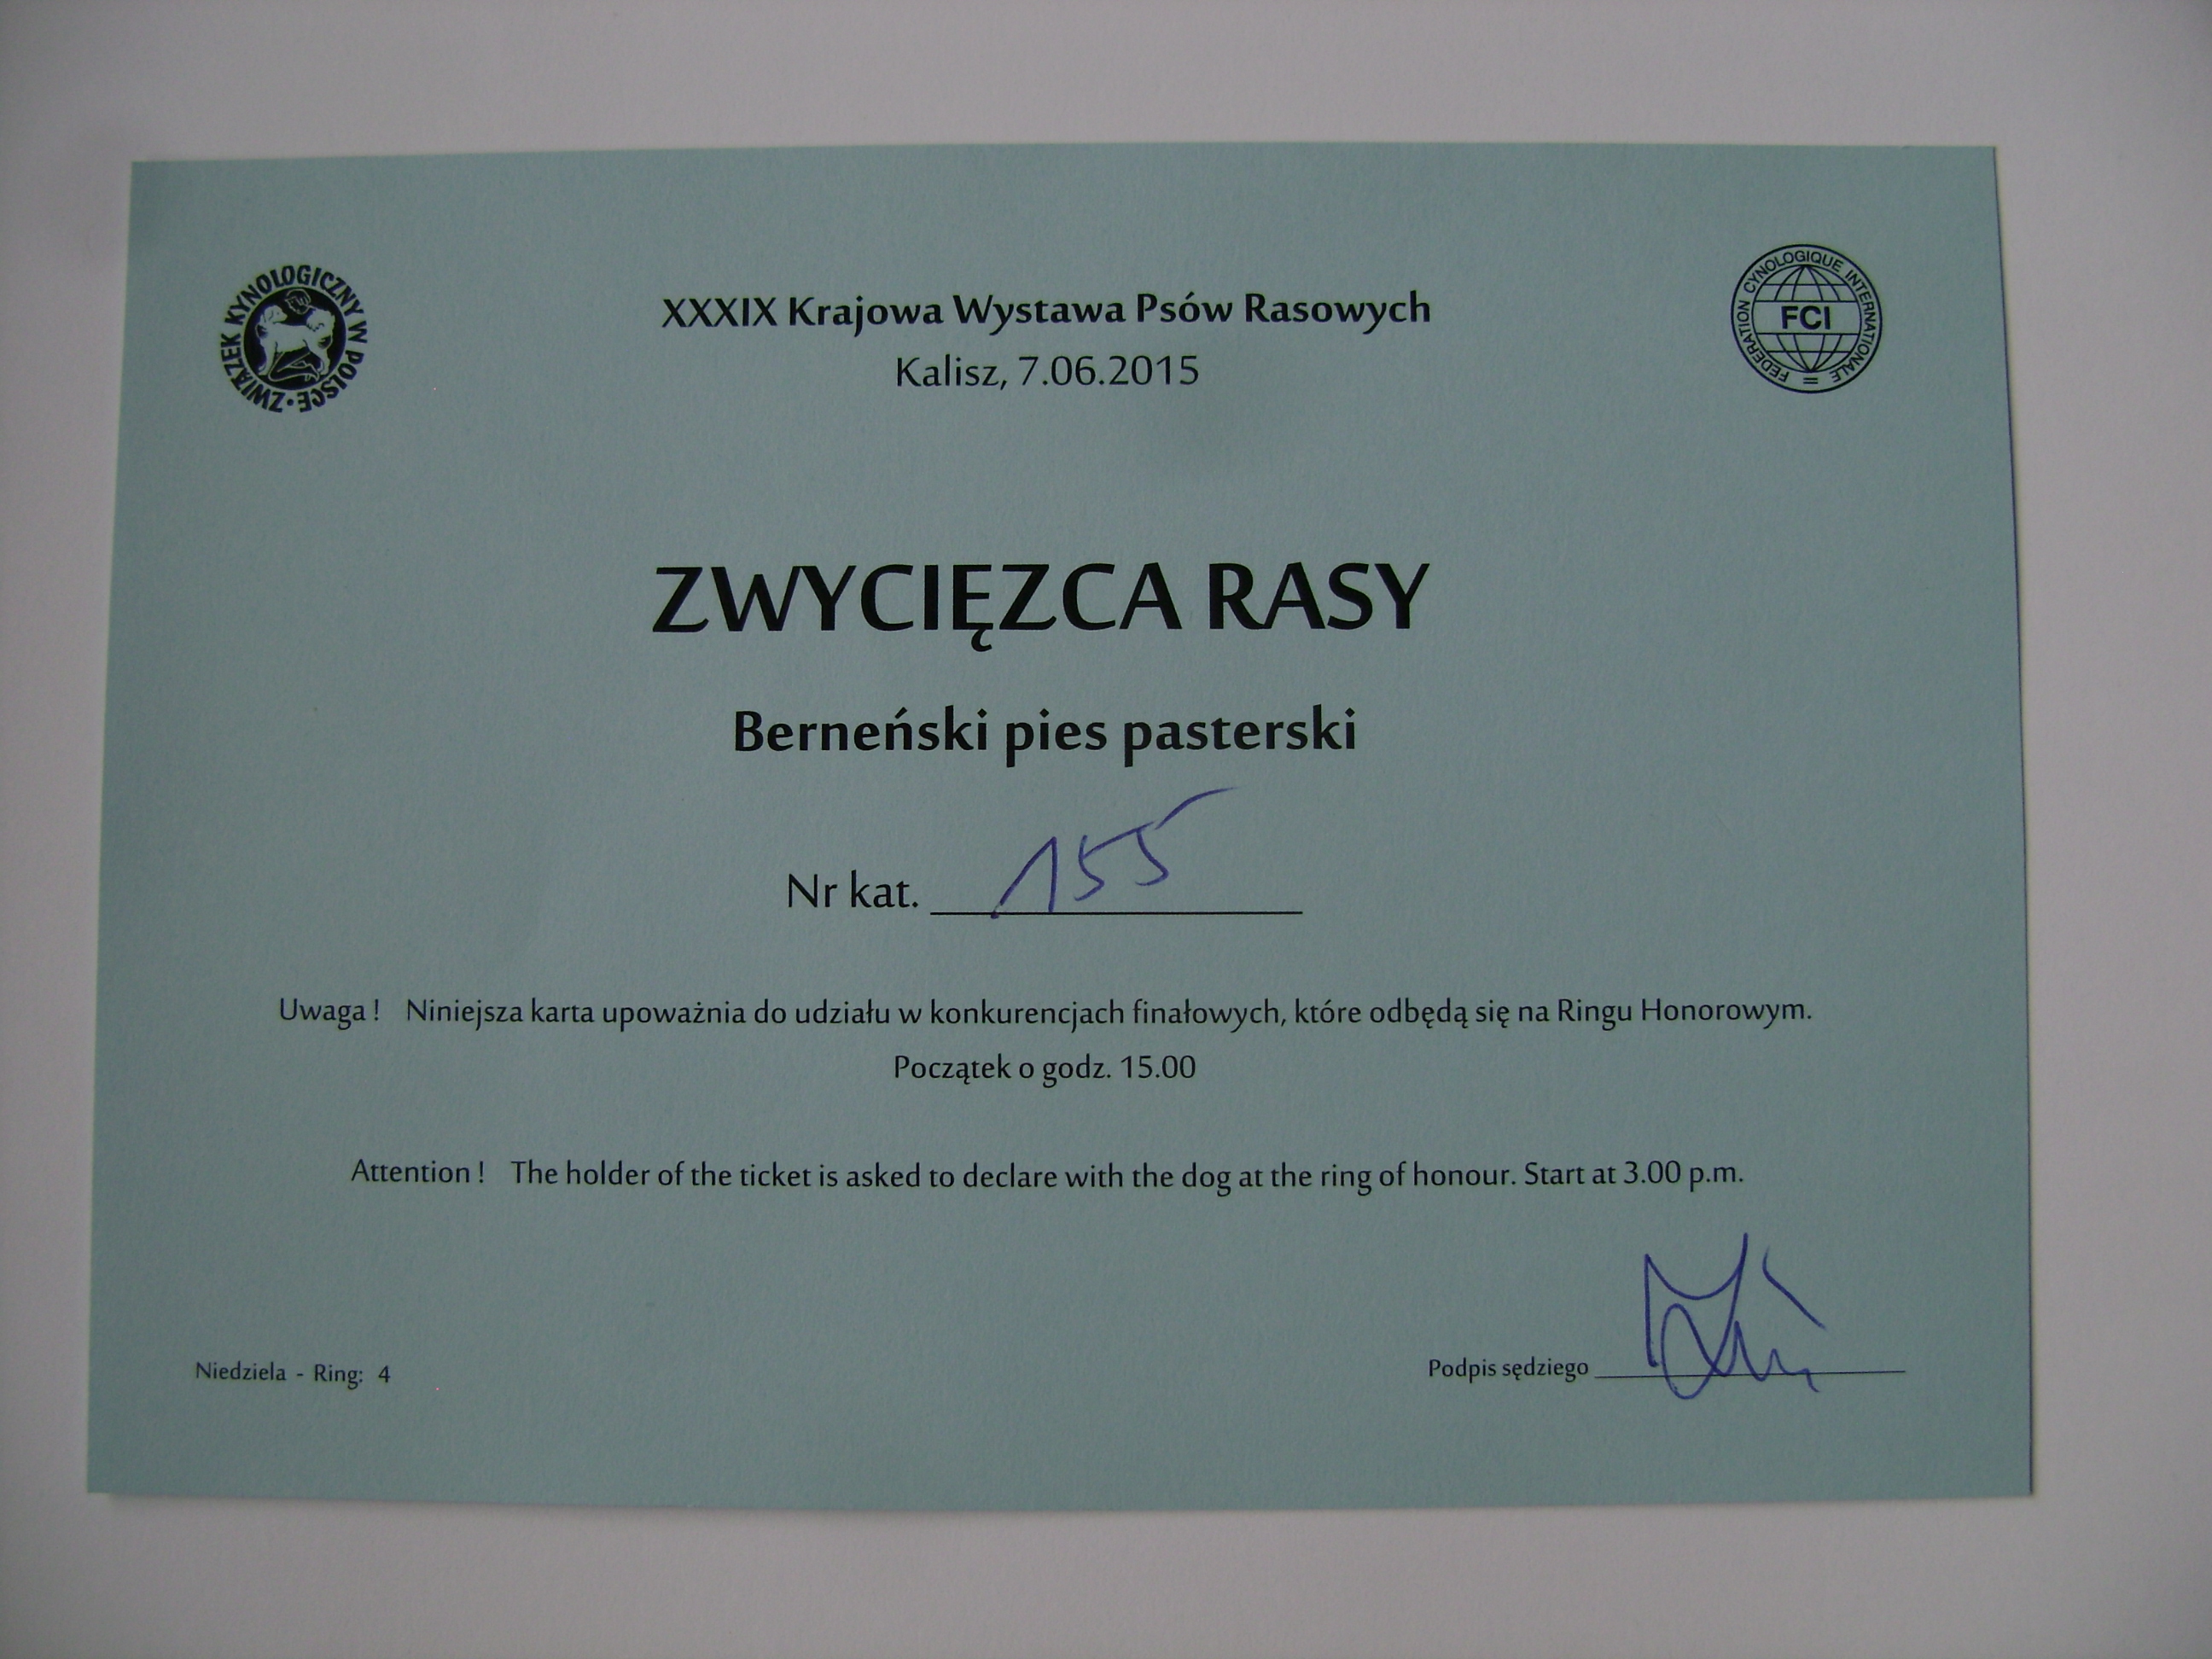 ZWIĄZEK KYNOLOGICZNY W POLSCE
XXXIX Krajowa Wystawa Psów Rasowych
Kalisz, 7.06.2015
FEDERATION CYNOLOGIQUE INTERNATIONALE
FCI
ZWYCIĘZCA RASY
Berneński pies pasterski
Nr kat. 155
Uwaga ! Niniejsza karta upoważnia do udziału w konkurencjach finałowych, które odbędą się na Ringu Honorowym.
Początek o godz. 15.00
Attention ! The holder of the ticket is asked to declare with the dog at the ring of honour. Start at 3.00 p.m.
Niedziela - Ring: 4
Podpis sędziego